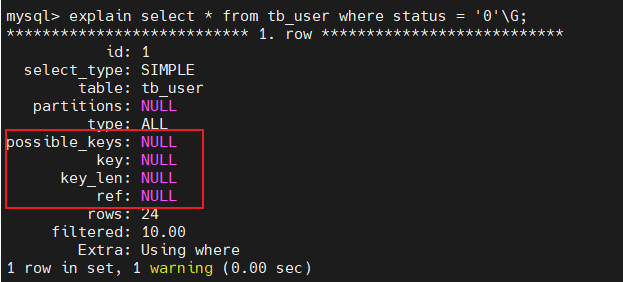 mysql> explain select * from tb_user where status = '0'\G;
*************************** 1. row ***************************
id: 1
select_type: SIMPLE
table: tb_user
partitions: NULL
type: ALL
possible_keys: NULL
key: NULL
key_len: NULL
ref: NULL
rows: 24
filtered: 10.00
Extra: Using where
1 row in set, 1 warning (0.00 sec)